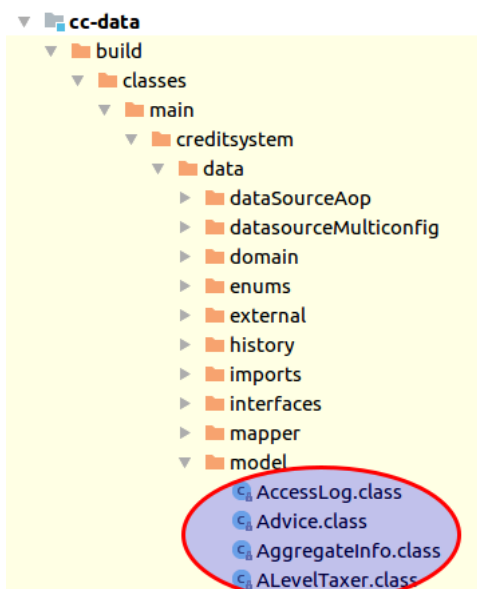 cc-data
build
classes
main
creditsystem
data
dataSourceAop
datasourceMulticonfig
domain
enums
external
history
imports
interfaces
mapper
model
AccessLog.class
Advice.class
AggregateInfo.class
ALevelTaxer.class